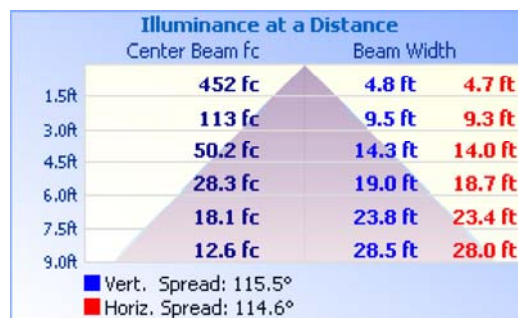 Illuminance at a Distance
Center Beam fc Beam Width
452 fc 4.8 ft 4.7 ft
1.5ft
113 fc 9.5 ft 9.3 ft
3.0ft
50.2 fc 14.3 ft 14.0 ft
4.5ft
28.3 fc 19.0 ft 18.7 ft
6.0ft
18.1 fc 23.8 ft 23.4 ft
7.5ft
12.6 fc 28.5 ft 28.0 ft
9.0ft
Vert. Spread: 115.5°
Horiz. Spread: 114.6°